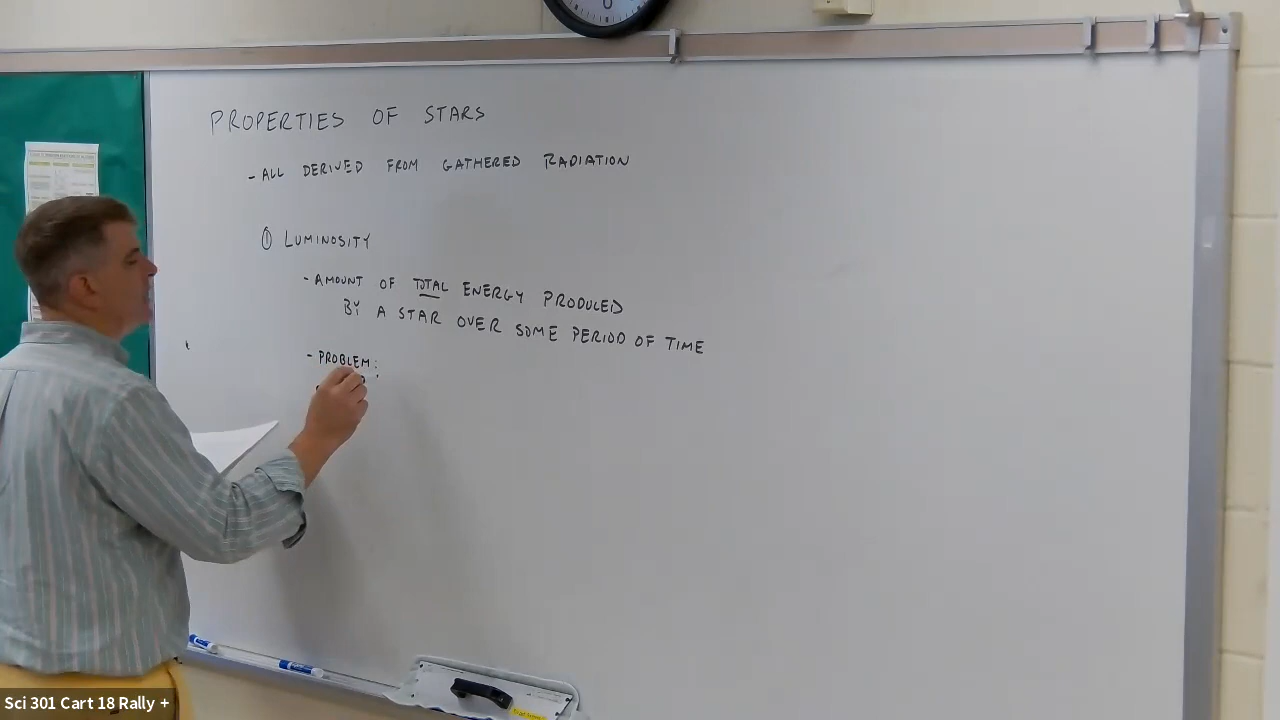 PROPERTIES OF STARS
- ALL DERIVED FROM GATHERED RADIATION
① LUMINOSITY
- AMOUNT OF TOTAL ENERGY PRODUCED
BY A STAR OVER SOME PERIOD OF TIME
- PROBLEM:
Sci 301 Cart 18 Rally +